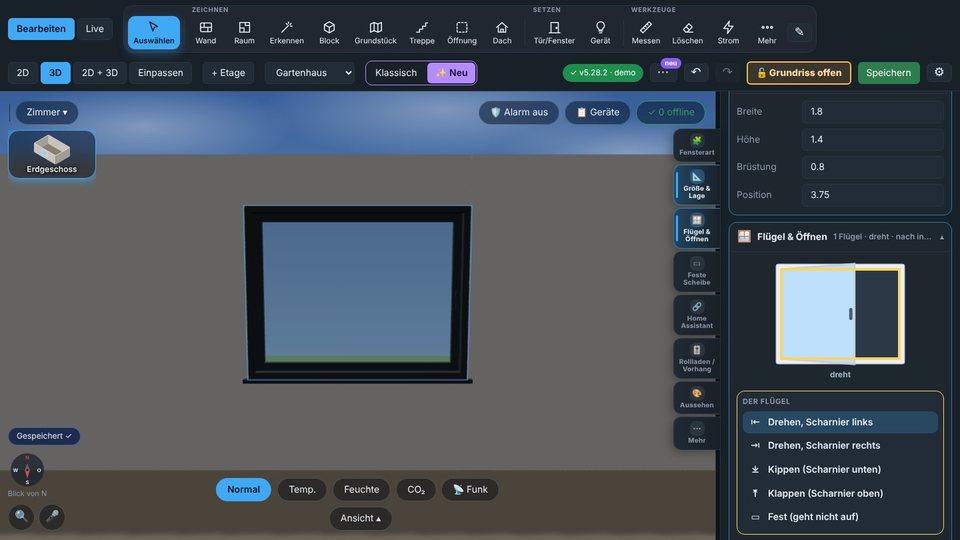 ZEICHNEN
SETZEN
WERKZEUGE
Bearbeiten
Live
Auswählen
Wand
Raum
Erkennen
Block
Grundstück
Treppe
Öffnung
Dach
Tür/Fenster
Gerät
Messen
Löschen
Strom
Mehr
2D
3D
2D + 3D
Einpassen
+ Etage
Gartenhaus
Klassisch
✨ Neu
✓ v5.28.2 · demo
neu
Grundriss offen
Speichern
Zimmer ▾
Alarm aus
Geräte
✓ 0 offline
Erdgeschoss
Fensterart
Größe &
Lage
Flügel &
Öffnen
Feste
Scheibe
Home
Assistant
Rollladen /
Vorhang
Aussehen
Mehr
Breite
1.8
Höhe
1.4
Brüstung
0.8
Position
3.75
Flügel & Öffnen
1 Flügel · dreht · nach in...
dreht
DER FLÜGEL
Drehen, Scharnier links
Drehen, Scharnier rechts
Kippen (Scharnier unten)
Klappen (Scharnier oben)
Fest (geht nicht auf)
Gespeichert ✓
N
W
O
S
Blick von N
Normal
Temp.
Feuchte
CO₂
Funk
Ansicht ▴